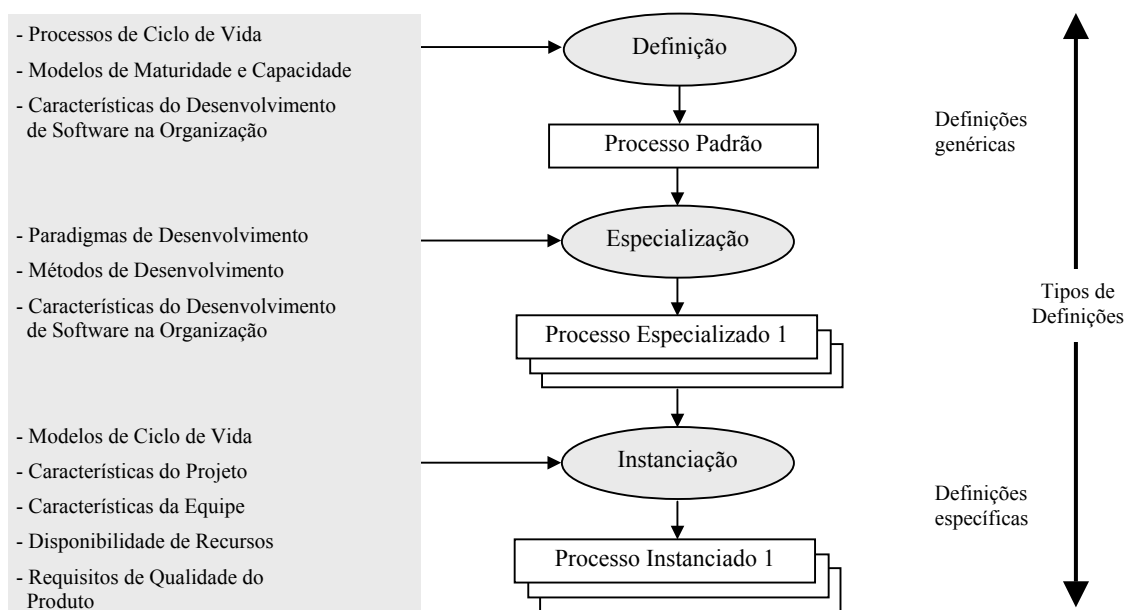 - Processos de Ciclo de Vida
- Modelos de Maturidade e Capacidade
- Características do Desenvolvimento
de Software na Organização
Definição
Processo Padrão
Definições
genéricas
- Paradigmas de Desenvolvimento
- Métodos de Desenvolvimento
- Características do Desenvolvimento
de Software na Organização
Especialização
Processo Especializado 1
Tipos de
Definições
- Modelos de Ciclo de Vida
- Características do Projeto
- Características da Equipe
- Disponibilidade de Recursos
- Requisitos de Qualidade do
Produto
Instanciação
Processo Instanciado 1
Definições
específicas